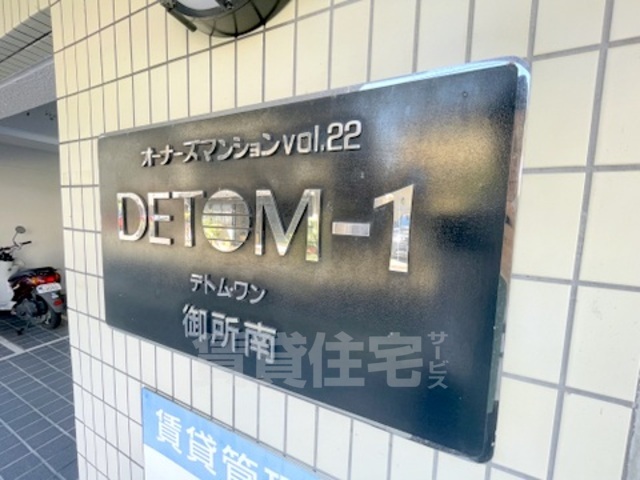 オーナーズマンションvol.22
DETOM-1
デトム・ワン
御所南
賃貸住宅サービス
賃貸管理